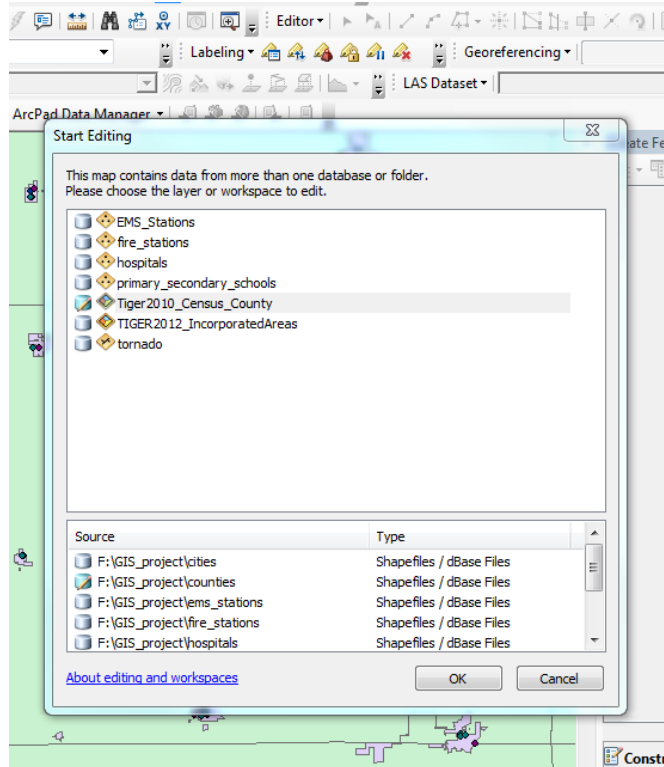 XY
Editor
Labeling
Georeferencing
LAS Dataset
ArcPad Data Manager
Start Editing
ate Fe
This map contains data from more than one database or folder.
Please choose the layer or workspace to edit.
EMS_Stations
fire_stations
hospitals
primary_secondary_schools
Tiger2010_Census_County
TIGER2012_IncorporatedAreas
tornado
Source Type
F:\GIS_project\cities Shapefiles / dBase Files
F:\GIS_project\counties Shapefiles / dBase Files
F:\GIS_project\ems_stations Shapefiles / dBase Files
F:\GIS_project\fire_stations Shapefiles / dBase Files
F:\GIS_project\hospitals Shapefiles / dBase Files
About editing and workspaces OK Cancel
Constr